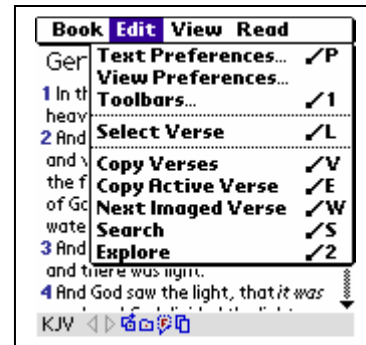 Book Edit View Read
Ger
Text Preferences... /P
View Preferences...
Toolbars... /1
Select Verse /L
Copy Verses /V
Copy Active Verse /E
Next Imaged Verse /W
Search /S
Explore /2
1 In th
heav
2 And
and v
the f
of Go
wate
3 And
and there was light.
4 And God saw the light, that it was
KJV